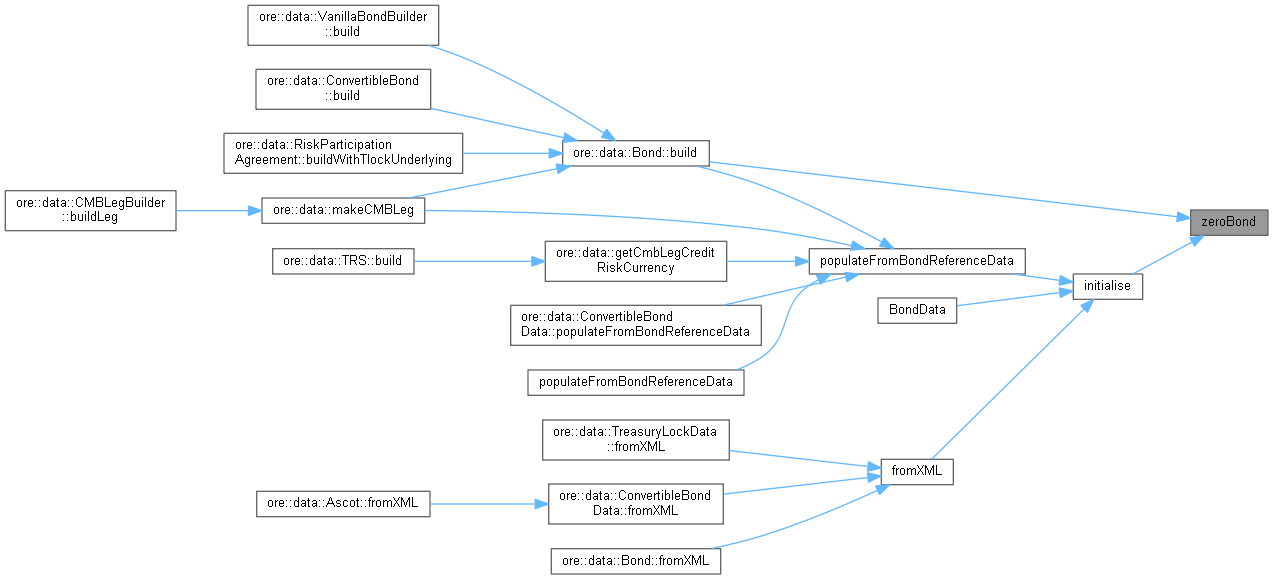 ore::data::VanillaBondBuilder
::build
ore::data::ConvertibleBond
::build
ore::data::RiskParticipation
Agreement::buildWithTlockUnderlying
ore::data::Bond::build
ore::data::CMBLegBuilder
::buildLeg
ore::data::makeCMBLeg
zeroBond
ore::data::TRS::build
ore::data::getCmbLegCredit
RiskCurrency
populateFromBondReferenceData
initialise
ore::data::ConvertibleBond
Data::populateFromBondReferenceData
BondData
populateFromBondReferenceData
ore::data::TreasuryLockData
::fromXML
fromXML
ore::data::Ascot::fromXML
ore::data::ConvertibleBond
Data::fromXML
ore::data::Bond::fromXML